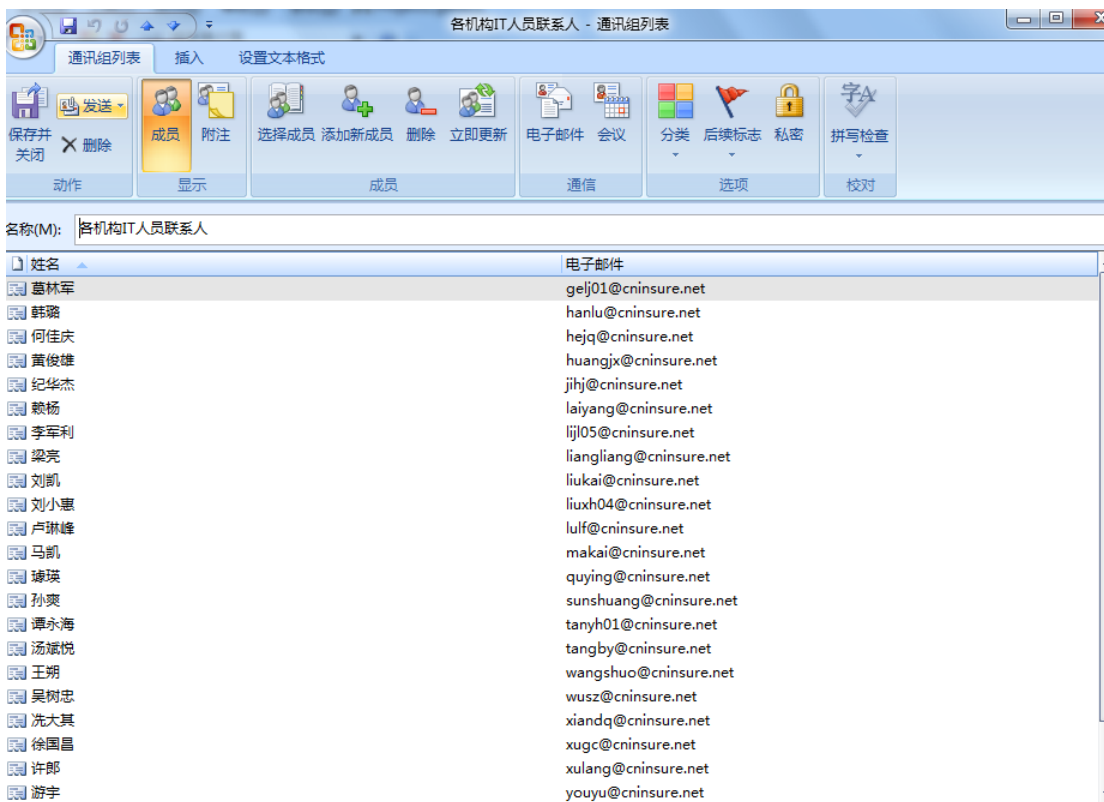 各机构IT人员联系人 - 通讯组列表
通讯组列表 插入 设置文本格式
保存并关闭 发送 删除 成员 附注 选择成员 添加新成员 删除 立即更新 电子邮件 会议 分类 后续标志 私密 拼写检查
动作 显示 成员 通信 选项 校对
名称(M): 各机构IT人员联系人
姓名 电子邮件
葛林军 gelj01@cninsure.net
韩璐 hanlu@cninsure.net
何佳庆 hejq@cninsure.net
黄俊雄 huangjx@cninsure.net
纪华杰 jihj@cninsure.net
赖杨 laiyang@cninsure.net
李军利 lijl05@cninsure.net
梁亮 liangliang@cninsure.net
刘凯 liukai@cninsure.net
刘小惠 liuxh04@cninsure.net
卢琳峰 lulf@cninsure.net
马凯 makai@cninsure.net
璩瑛 quying@cninsure.net
孙爽 sunshuang@cninsure.net
谭永海 tanyh01@cninsure.net
汤斌悦 tangby@cninsure.net
王朔 wangshuo@cninsure.net
吴树忠 wusz@cninsure.net
冼大其 xiandq@cninsure.net
徐国昌 xugc@cninsure.net
许郎 xulang@cninsure.net
游宇 youyu@cninsure.net